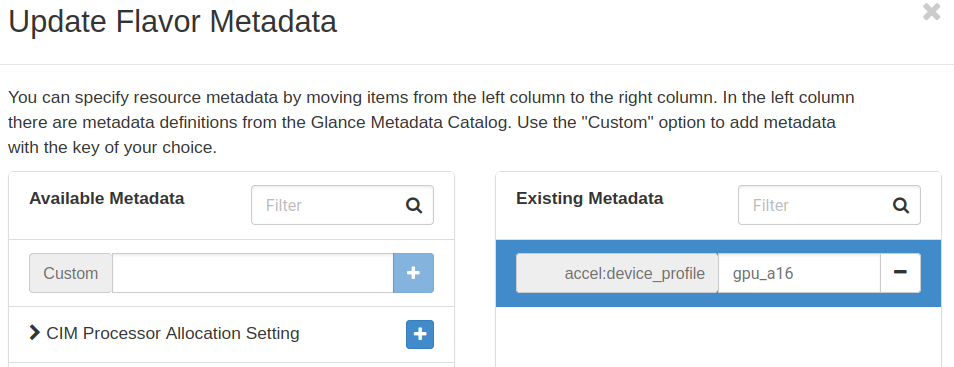 Update Flavor Metadata
You can specify resource metadata by moving items from the left column to the right column. In the left column
there are metadata definitions from the Glance Metadata Catalog. Use the "Custom" option to add metadata
with the key of your choice.
Available Metadata
Filter
Custom
CIM Processor Allocation Setting
Existing Metadata
Filter
accel:device_profile
gpu_a16